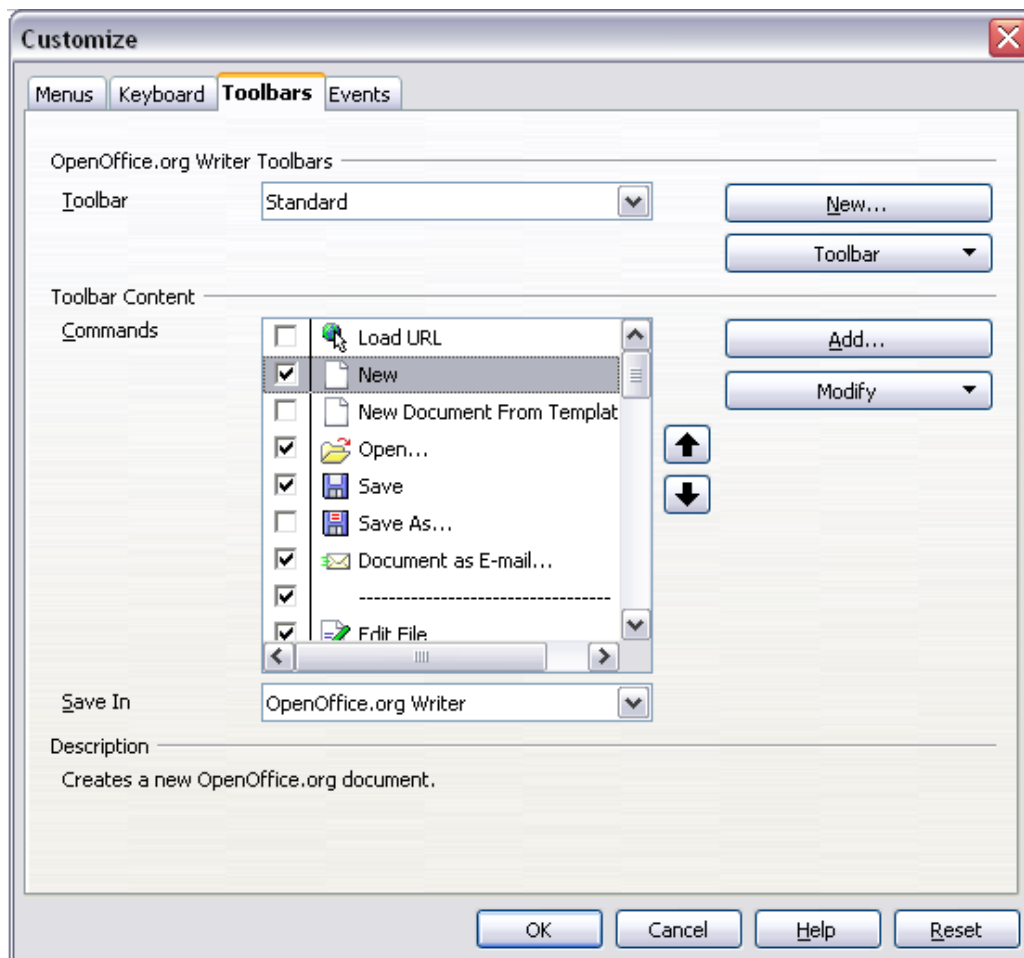 Customize
Menus Keyboard Toolbars Events
OpenOffice.org Writer Toolbars
Toolbar Standard New...
Toolbar
Toolbar Content
Commands Load URL Add...
New
Modify
New Document From Templat
Open...
Save
Save As...
Document as E-mail...
---------------------------------
Edit File
Save In OpenOffice.org Writer
Description
Creates a new OpenOffice.org document.
OK Cancel Help Reset